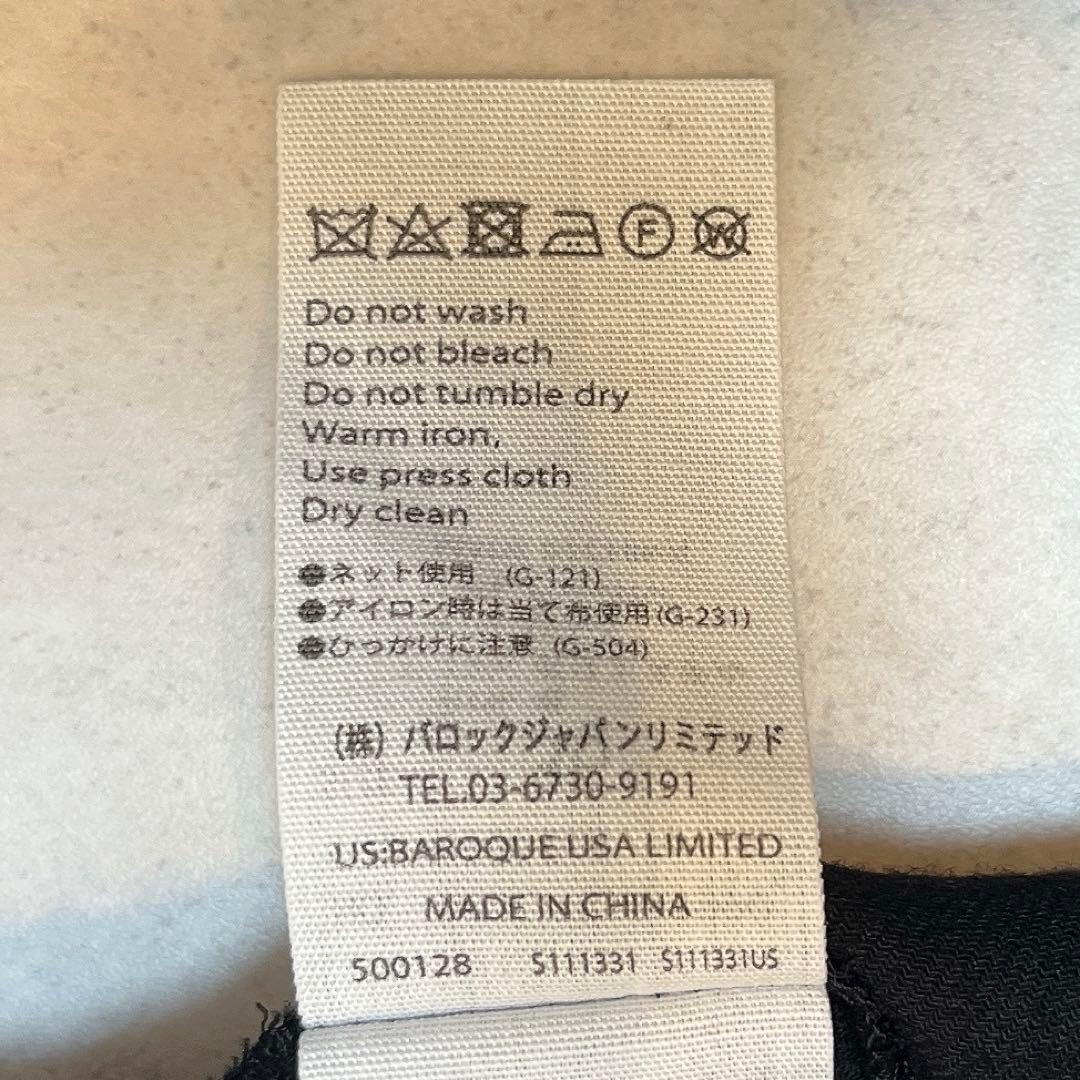 F W
Do not wash
Do not bleach
Do not tumble dry
Warm iron,
Use press cloth
Dry clean
●ネット使用 (G-121)
●アイロン時は当て布使用(G-231)
●ひっかけに注意 (G-504)
(株) バロックジャパンリミテッド
TEL.03-6730-9191
US:BAROQUE USA LIMITED
MADE IN CHINA
500128 S111331 S111331US